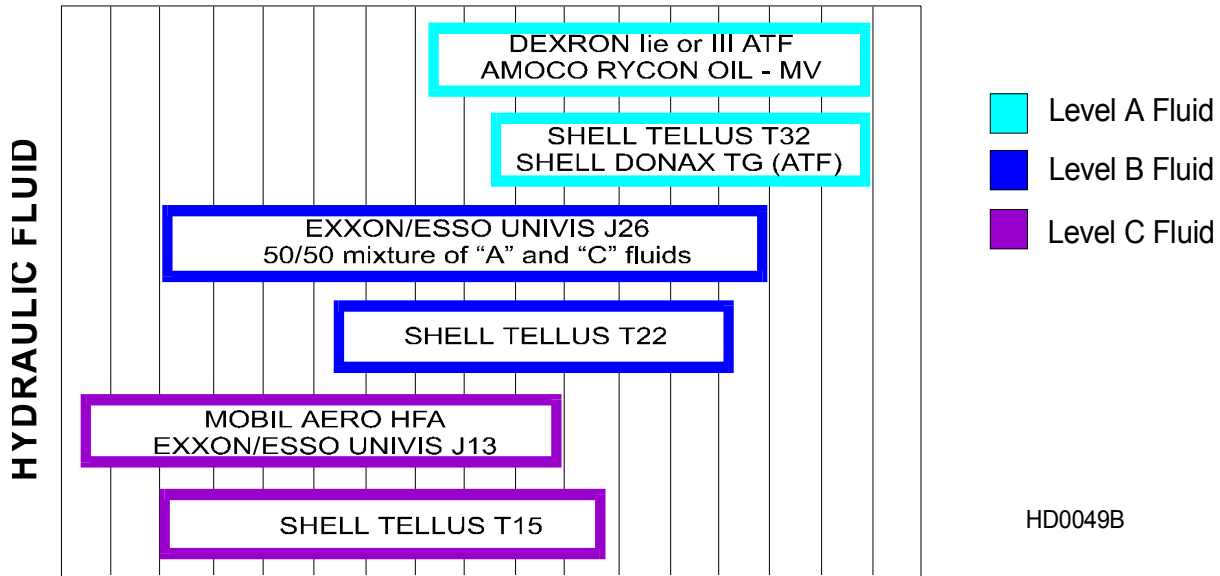 HYDRAULIC FLUID
DEXRON Iie or III ATF
AMOCO RYCON OIL - MV
SHELL TELLUS T32
SHELL DONAX TG (ATF)
EXXON/ESSO UNIVIS J26
50/50 mixture of “A” and “C” fluids
SHELL TELLUS T22
MOBIL AERO HFA
EXXON/ESSO UNIVIS J13
SHELL TELLUS T15
Level A Fluid
Level B Fluid
Level C Fluid
HD0049B